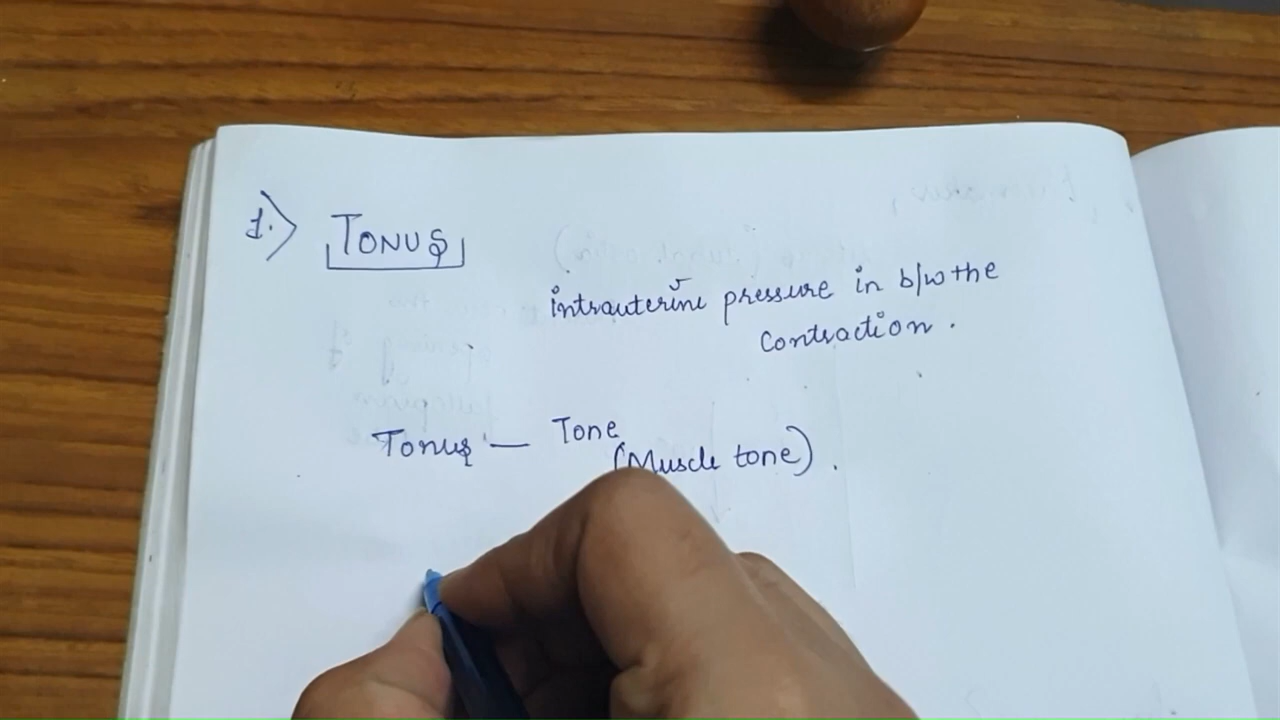 1.) TONUS
intrauterine pressure in b/w the
contraction.
Tonus — Tone
(Muscle tone).